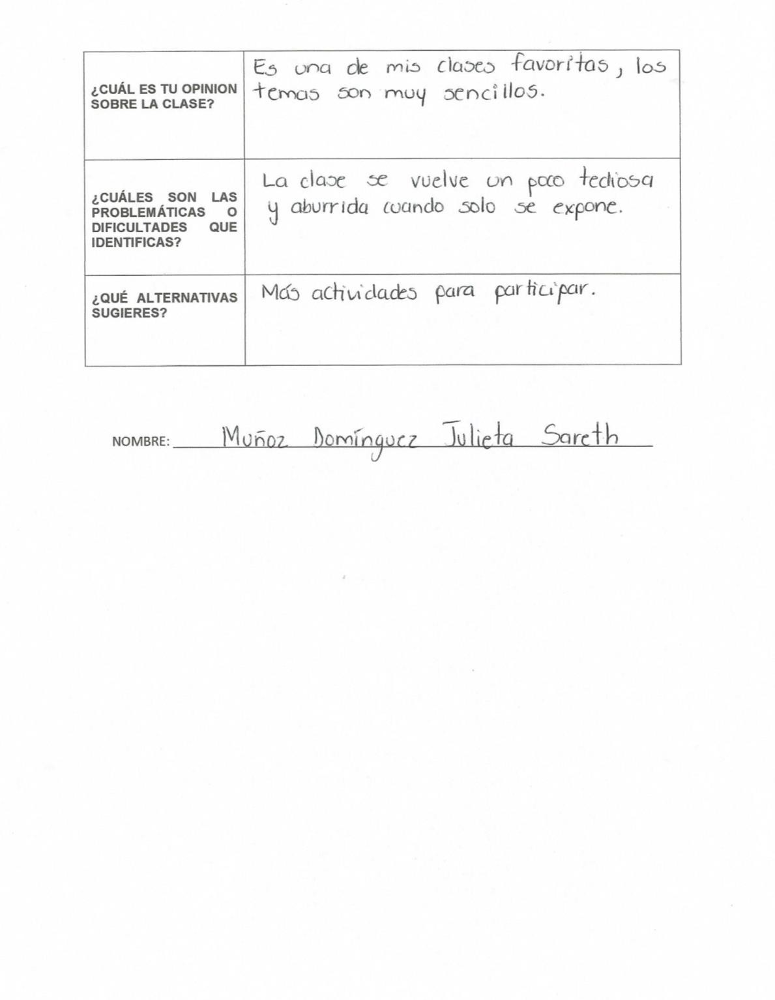 ¿CUÁL ES TU OPINION
SOBRE LA CLASE?
Es una de mis clases favoritas, los
temas son muy sencillos.
¿CUÁLES SON LAS
PROBLEMÁTICAS O
DIFICULTADES QUE
IDENTIFICAS?
La clase se vuelve un poco tediosa
y aburrida cuando solo se expone.
¿QUÉ ALTERNATIVAS
SUGIERES?
Más actividades para participar.
NOMBRE: Muñoz Domínguez Julieta Sareth